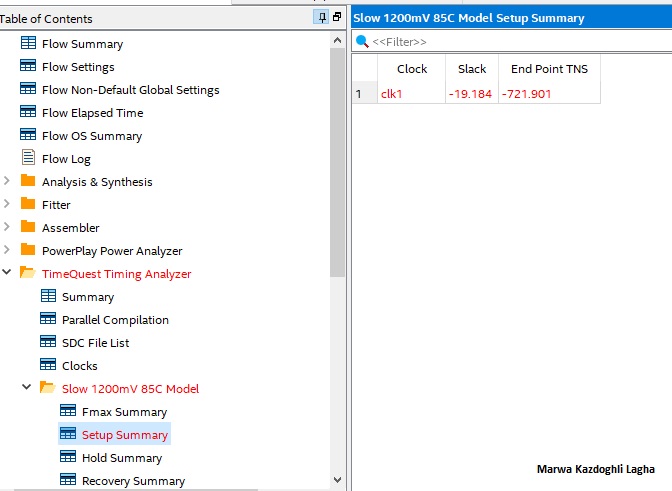 Table of Contents
Flow Summary
Flow Settings
Flow Non-Default Global Settings
Flow Elapsed Time
Flow OS Summary
Flow Log
Analysis & Synthesis
Fitter
Assembler
PowerPlay Power Analyzer
TimeQuest Timing Analyzer
Summary
Parallel Compilation
SDC File List
Clocks
Slow 1200mV 85C Model
Fmax Summary
Setup Summary
Hold Summary
Recovery Summary
Slow 1200mV 85C Model Setup Summary
<<Filter>>
Clock Slack End Point TNS
1 clk1 -19.184 -721.901
Marwa Kazdoghli Lagha